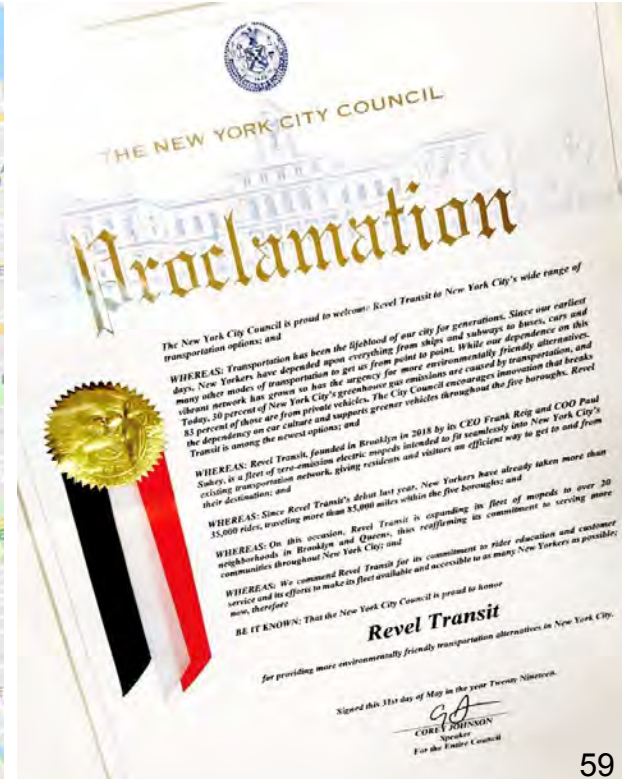 THE NEW YORK CITY COUNCIL
Proclamation
The New York City Council is proud to welcome Revel Transit to New York City's wide range of
transportation options; and
WHEREAS: Transportation has been the lifeblood of our city for generations. Since our earliest
days, New Yorkers have depended upon everything from ships and subways to buses, cars and
many other modes of transportation to get us from point to point. While our dependence on this
vibrant network has grown so has the urgency for more environmentally friendly alternatives.
Today, 30 percent of New York City's greenhouse gas emissions are caused by transportation, and
83 percent of those are from private vehicles. The City Council encourages innovation that breaks
the dependency on car culture and supports greener vehicles throughout the five boroughs. Revel
Transit is among the newest options; and
WHEREAS: Revel Transit, founded in Brooklyn in 2018 by its CEO Frank Reig and COO Paul
Suhey, is a fleet of zero-emission electric mopeds intended to fit seamlessly into New York City's
existing transportation network, giving residents and visitors an efficient way to get to and from
their destination; and
WHEREAS: Since Revel Transit's debut last year, New Yorkers have already taken more than
35,000 rides, traveling more than 85,000 miles within the five boroughs; and
WHEREAS: On this occasion, Revel Transit is expanding its fleet of mopeds to over 20
neighborhoods in Brooklyn and Queens, thus reaffirming its commitment to serving more
communities throughout New York City; and
WHEREAS: We commend Revel Transit for its commitment to rider education and customer
service and its efforts to make its fleet available and accessible to as many New Yorkers as possible;
now, therefore
BE IT KNOWN: That the New York City Council is proud to honor
Revel Transit
for providing more environmentally friendly transportation alternatives in New York City.
Signed this 31st day of May in the year Twenty Nineteen.
COREY JOHNSON
Speaker
For the Entire Council
59